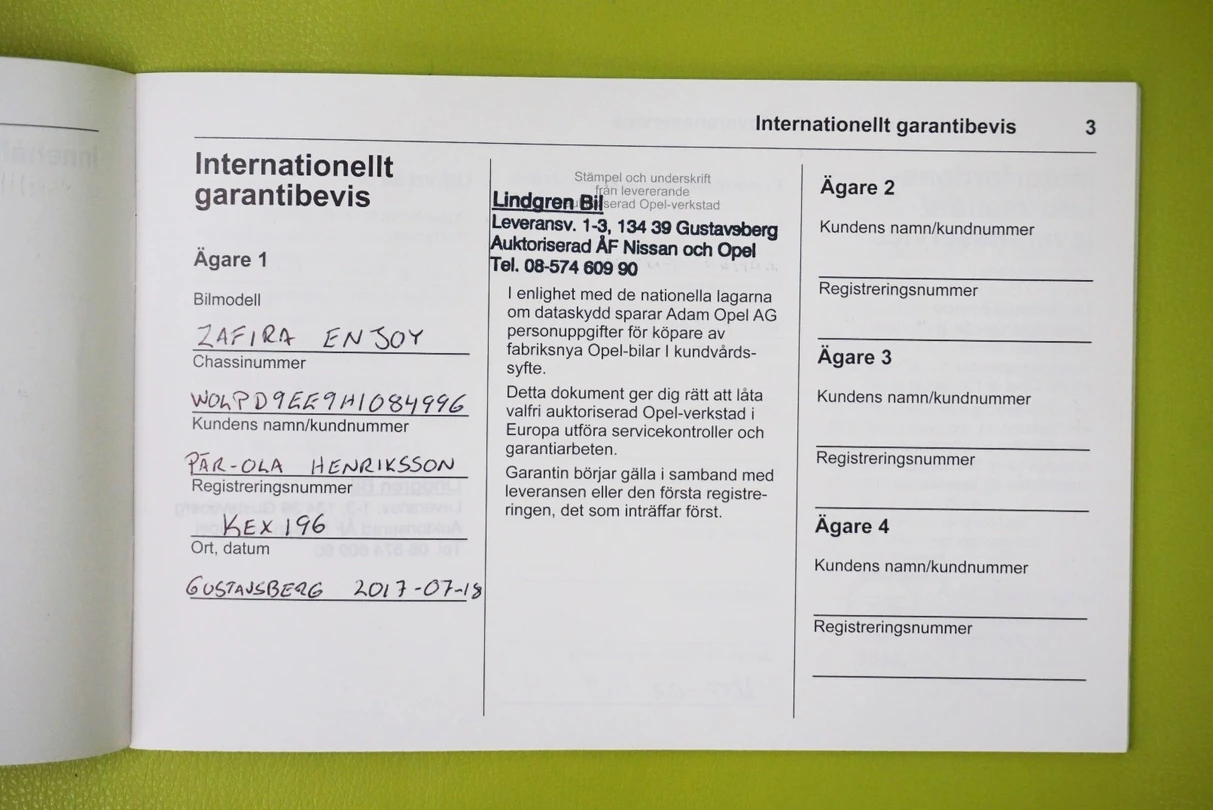 Internationellt garantibevis 3
Internationellt
garantibevis
Ägare 1
Bilmodell
ZAFIRA ENJOY
Chassinummer
WOLPD9EE9H1084996
Kundens namn/kundnummer
PÄR-OLA HENRIKSSON
Registreringsnummer
KEX 196
Ort, datum
GUSTAVSBERG 2017-07-18
Stämpel och underskrift
från levererande
serad Opel-verkstad
Lindgren Bil
Leveransv. 1-3, 134 39 Gustavsberg
Auktoriserad ÅF Nissan och Opel
Tel. 08-574 609 90
I enlighet med de nationella lagarna
om dataskydd sparar Adam Opel AG
personuppgifter för köpare av
fabriksnya Opel-bilar I kundvårds-
syfte.
Detta dokument ger dig rätt att låta
valfri auktoriserad Opel-verkstad i
Europa utföra servicekontroller och
garantiarbeten.
Garantin börjar gälla i samband med
leveransen eller den första registre-
ringen, det som inträffar först.
Ägare 2
Kundens namn/kundnummer
Registreringsnummer
Ägare 3
Kundens namn/kundnummer
Registreringsnummer
Ägare 4
Kundens namn/kundnummer
Registreringsnummer